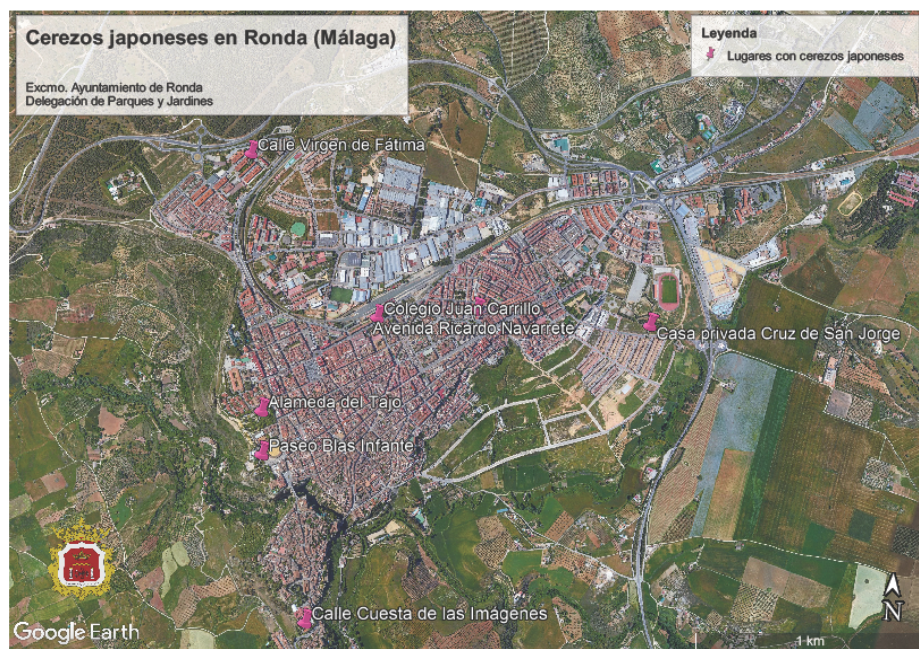 Cerezos japoneses en Ronda (Málaga)
Excmo. Ayuntamiento de Ronda
Delegación de Parques y Jardines
Leyenda
Lugares con cerezos japoneses
Calle Virgen de Fátima
Colegio Juan Carrillo
Avenida Ricardo Navarrete
Casa privada Cruz de San Jorge
Alameda del Tajo
Paseo Blas Infante
Calle Cuesta de las Imágenes
N
Google Earth
1 km